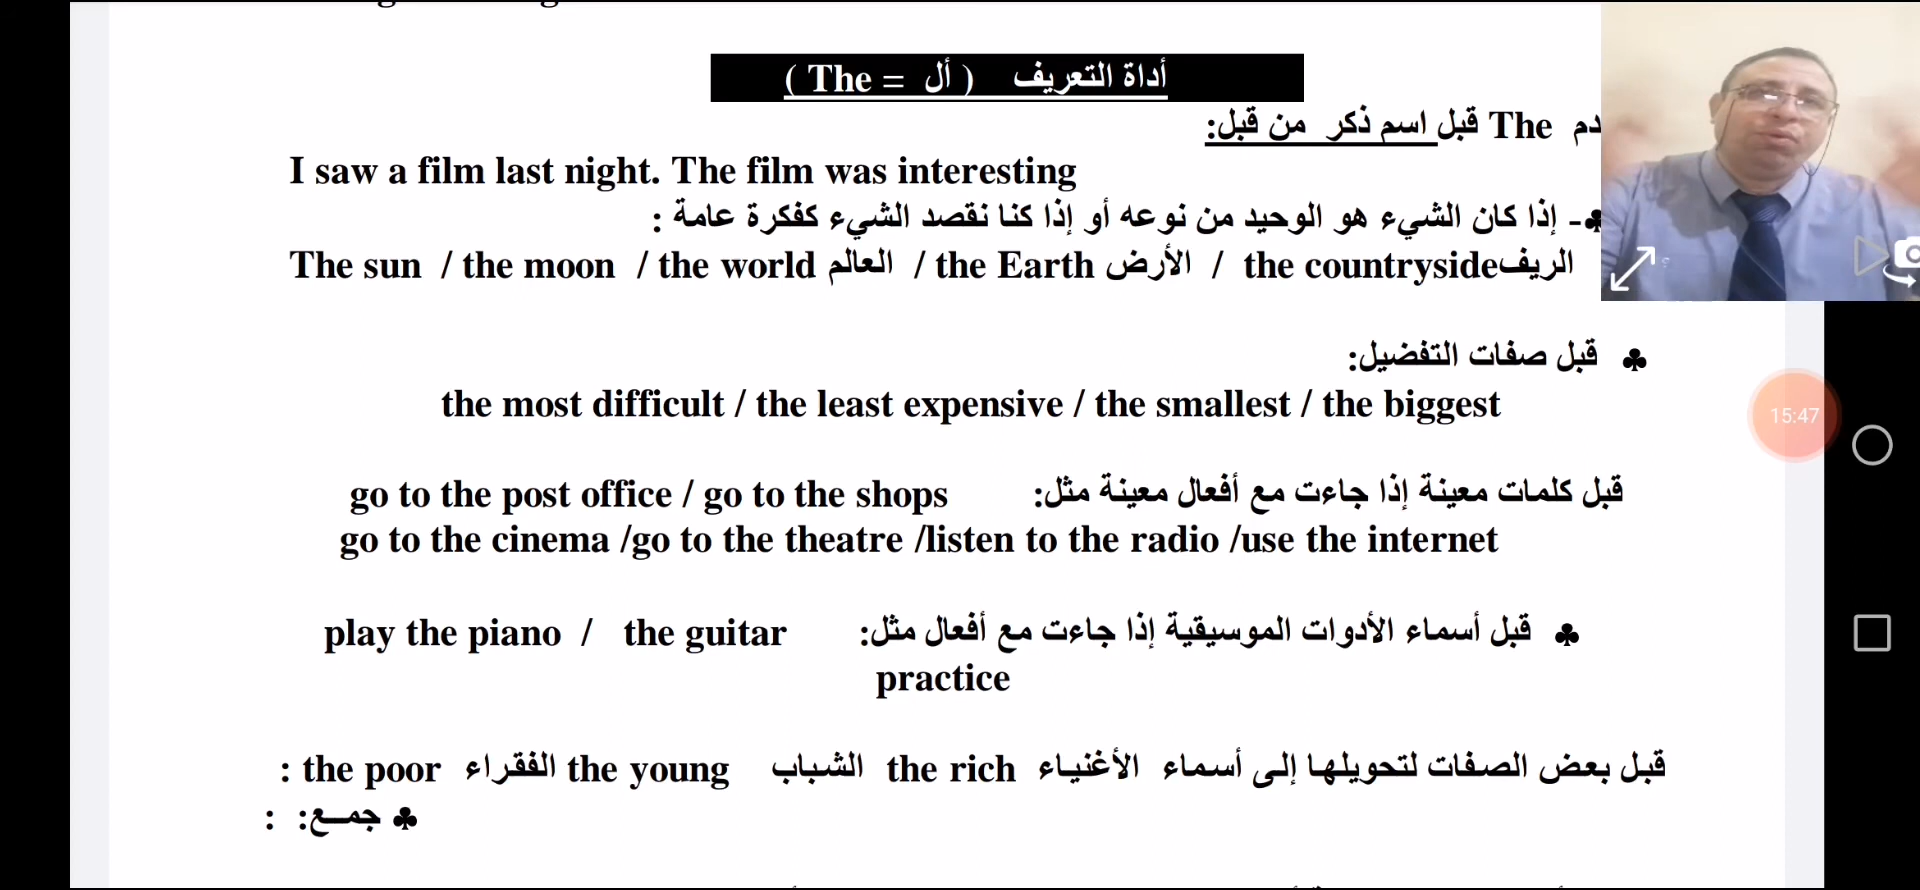 أداة التعريف ( أل = The )
دم The قبل اسم ذكر من قبل:
I saw a film last night. The film was interesting
♣- إذا كان الشيء هو الوحيد من نوعه أو إذا كنا نقصد الشيء كفكرة عامة :
The sun / the moon / the world العالم / the Earth الأرض / the countryside الريف
♣ قبل صفات التفضيل:
the most difficult / the least expensive / the smallest / the biggest
قبل كلمات معينة إذا جاءت مع أفعال معينة مثل: go to the post office / go to the shops
go to the cinema /go to the theatre /listen to the radio /use the internet
♣ قبل أسماء الأدوات الموسيقية إذا جاءت مع أفعال مثل: play the piano / the guitar
practice
قبل بعض الصفات لتحويلها إلى أسماء الأغنياء the rich الشباب the young الفقراء the poor :
♣ جمـع: :
15:47